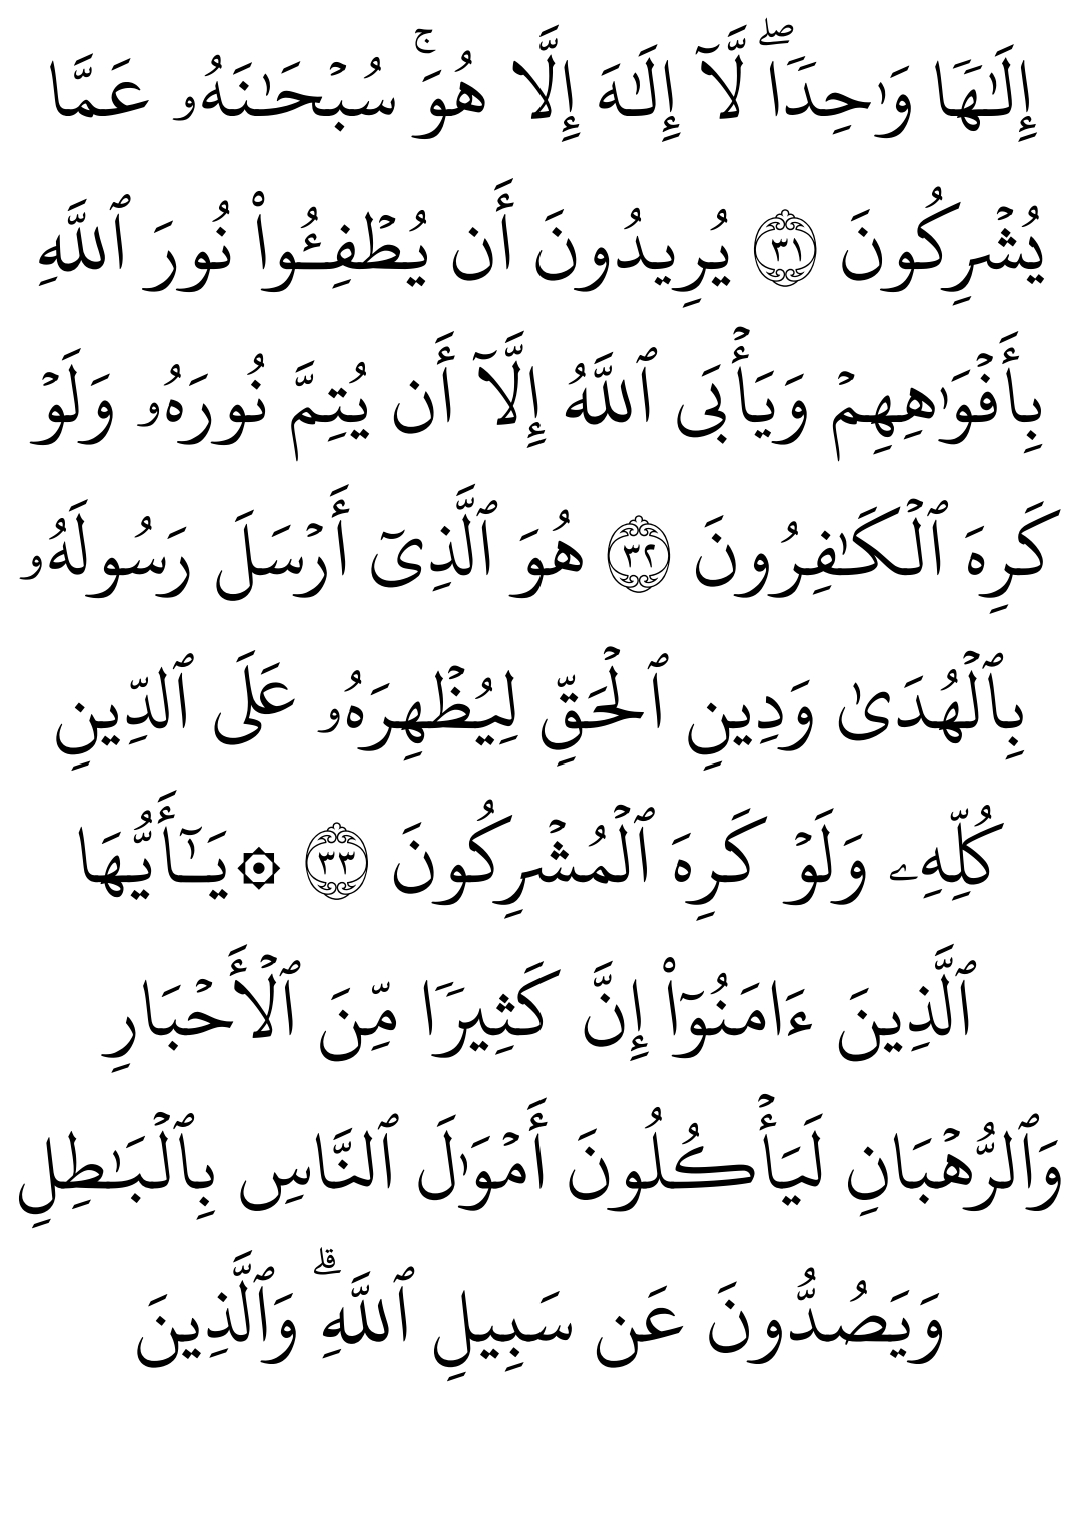 إِلَـٰهًا وَٰحِدًا ۖ لَّآ إِلَـٰهَ إِلَّا هُوَ ۚ سُبْحَـٰنَهُۥ عَمَّا
يُشْرِكُونَ ٣١ يُرِيدُونَ أَن يُطْفِـُٔوا۟ نُورَ ٱللَّهِ
بِأَفْوَٰهِهِمْ وَيَأْبَى ٱللَّهُ إِلَّآ أَن يُتِمَّ نُورَهُۥ وَلَوْ
كَرِهَ ٱلْكَـٰفِرُونَ ٣٢ هُوَ ٱلَّذِىٓ أَرْسَلَ رَسُولَهُۥ
بِٱلْهُدَىٰ وَدِينِ ٱلْحَقِّ لِيُظْهِرَهُۥ عَلَى ٱلدِّينِ
كُلِّهِۦ وَلَوْ كَرِهَ ٱلْمُشْرِكُونَ ٣٣ ۞ يَـٰٓأَيُّهَا
ٱلَّذِينَ ءَامَنُوٓا۟ إِنَّ كَثِيرًا مِّنَ ٱلْأَحْبَارِ
وَٱلرُّهْبَانِ لَيَأْكُلُونَ أَمْوَٰلَ ٱلنَّاسِ بِٱلْبَـٰطِلِ
وَيَصُدُّونَ عَن سَبِيلِ ٱللَّهِ ۗ وَٱلَّذِينَ